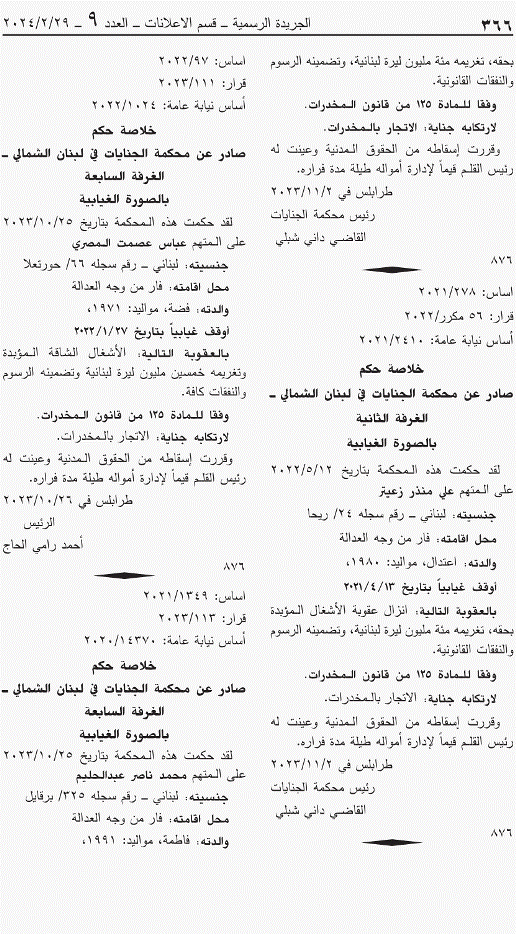 ٣٦٦
الجريدة الرسمية ــ قسم الاعلانات ــ العدد ٩ ــ ٢٠٢٤/٢/٢٩
بحقه، تغريمه مئة مليون ليرة لبنانية، وتضمينه الرسوم
والنفقات القانونية.
وفقا للمادة ١٢٥ من قانون المخدرات.
لارتكابه جناية: الاتجار بالمخدرات.
وقررت إسقاطه من الحقوق المدنية وعينت له
رئيس القلم قيماً لإدارة أمواله طيلة مدة فراره.
طرابلس في ٢٠٢٣/١١/٢
رئيس محكمة الجنايات
القاضي داني شبلي
٨٧٦
اساس: ٢٠٢١/٢٧٨
قرار: ٥٦ مكرر/٢٠٢٢
أساس نيابة عامة: ٢٠٢١/٢٤١٠
خلاصة حكم
صادر عن محكمة الجنايات في لبنان الشمالي ــ
الغرفة الثانية
بالصورة الغيابية
لقد حكمت هذه المحكمة بتاريخ ٢٠٢٢/٥/١٢
على المتهم علي منذر زعيتر
جنسيته: لبناني ــ رقم سجله ٢٤/ ريحا
محل اقامته: فار من وجه العدالة
والدته: اعتدال، مواليد: ١٩٨٠،
أوقف غيابياً بتاريخ ٢٠٢١/٤/١٣
بالعقوبة التالية: انزال عقوبة الأشغال المؤبدة
بحقه، تغريمه مئة مليون ليرة لبنانية، وتضمينه الرسوم
والنفقات القانونية.
وفقا للمادة ١٢٥ من قانون المخدرات.
لارتكابه جناية: الاتجار بالمخدرات.
وقررت إسقاطه من الحقوق المدنية وعينت له
رئيس القلم قيماً لإدارة أمواله طيلة مدة فراره.
طرابلس في ٢٠٢٣/١١/٢
رئيس محكمة الجنايات
القاضي داني شبلي
٨٧٦
اساس: ٢٠٢٢/٩٧
قرار: ٢٠٢٣/١١١
أساس نيابة عامة: ٢٠٢٢/١٠٢٤
خلاصة حكم
صادر عن محكمة الجنايات في لبنان الشمالي ــ
الغرفة السابعة
بالصورة الغيابية
لقد حكمت هذه المحكمة بتاريخ ٢٠٢٣/١٠/٢٥
على المتهم عباس عصمت المصري
جنسيته: لبناني ــ رقم سجله ٦٦/ حورتعلا
محل اقامته: فار من وجه العدالة
والدته: فضة، مواليد: ١٩٧١،
أوقف غيابياً بتاريخ ٢٠٢٢/١/٢٧
بالعقوبة التالية: الأشغال الشاقة المؤبدة
وتغريمه خمسين مليون ليرة لبنانية وتضمينه الرسوم
والنفقات كافة.
وفقا للمادة ١٢٥ من قانون المخدرات.
لارتكابه جناية: الاتجار بالمخدرات.
وقررت إسقاطه من الحقوق المدنية وعينت له
رئيس القلم قيماً لإدارة أمواله طيلة مدة فراره.
طرابلس في ٢٠٢٣/١٠/٢٦
الرئيس
أحمد رامي الحاج
٨٧٦
اساس: ٢٠٢١/١٣٤٩
قرار: ٢٠٢٣/١١٣
أساس نيابة عامة: ٢٠٢٠/١٤٣٧٠
خلاصة حكم
صادر عن محكمة الجنايات في لبنان الشمالي ــ
الغرفة السابعة
بالصورة الغيابية
لقد حكمت هذه المحكمة بتاريخ ٢٠٢٣/١٠/٢٥
على المتهم محمد ناصر عبدالحليم
جنسيته: لبناني ــ رقم سجله ٣٢٥/ برقايل
محل اقامته: فار من وجه العدالة
والدته: فاطمة، مواليد: ١٩٩١،